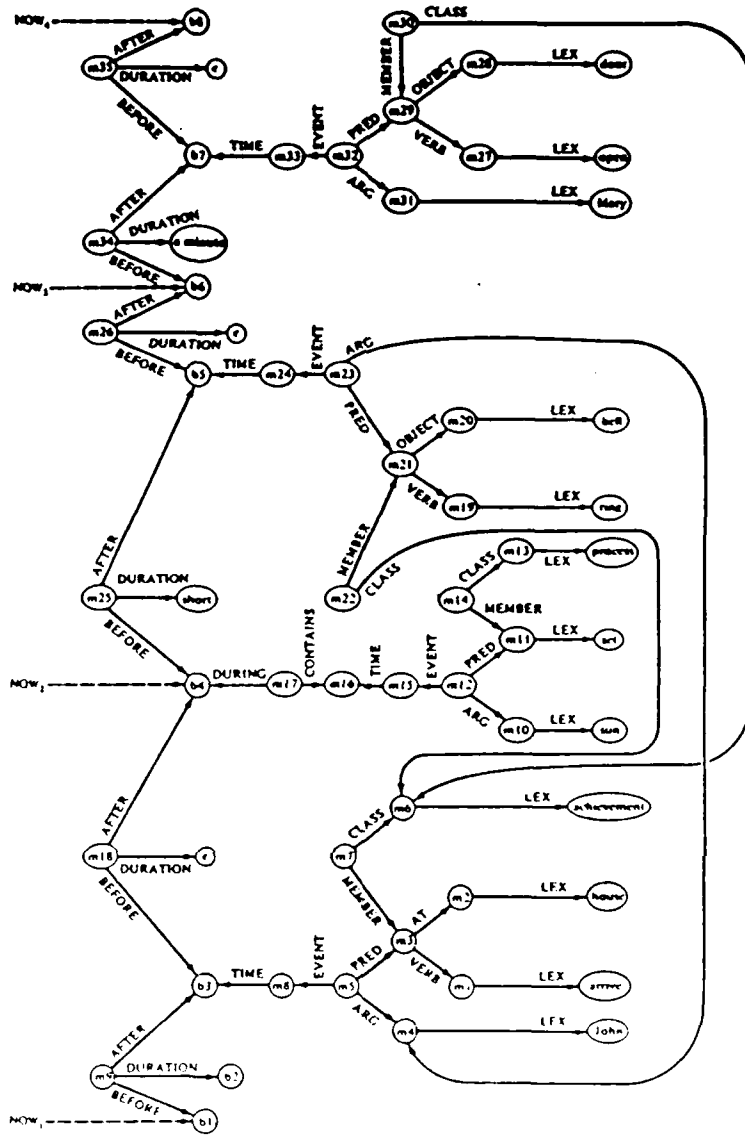 NOW4 b8 m30 CLASS
AFTER
m35 DURATION e MEMBER OBJECT m28 LEX door
BEFORE m29
EVENT PRED VERB
b7 TIME m33 m32 m27 LEX open
AFTER ARG m31 LEX Mary
DURATION
m34 a minute
BEFORE
NOW3 b6
AFTER
m26 DURATION e
BEFORE EVENT ARG
b5 TIME m24 m23
PRED OBJECT m20 LEX bell
m21
VERB m19 LEX ring
AFTER MEMBER
CLASS m13 LEX process
DURATION
m25 short m22 CLASS m14
MEMBER
BEFORE CONTAINS TIME EVENT PRED m11 LEX set
NOW2 b4 DURING m17 m16 m15 m12
ARG m10 LEX sun
AFTER CLASS m6 LEX achievement
m18 DURATION e m7
BEFORE MEMBER AT m2 LEX house
m3
EVENT PRED VERB
b3 TIME m8 m5 LEX arrive
AFTER ARG m4 LEX John
m9 DURATION b2
BEFORE
NOW1 b1